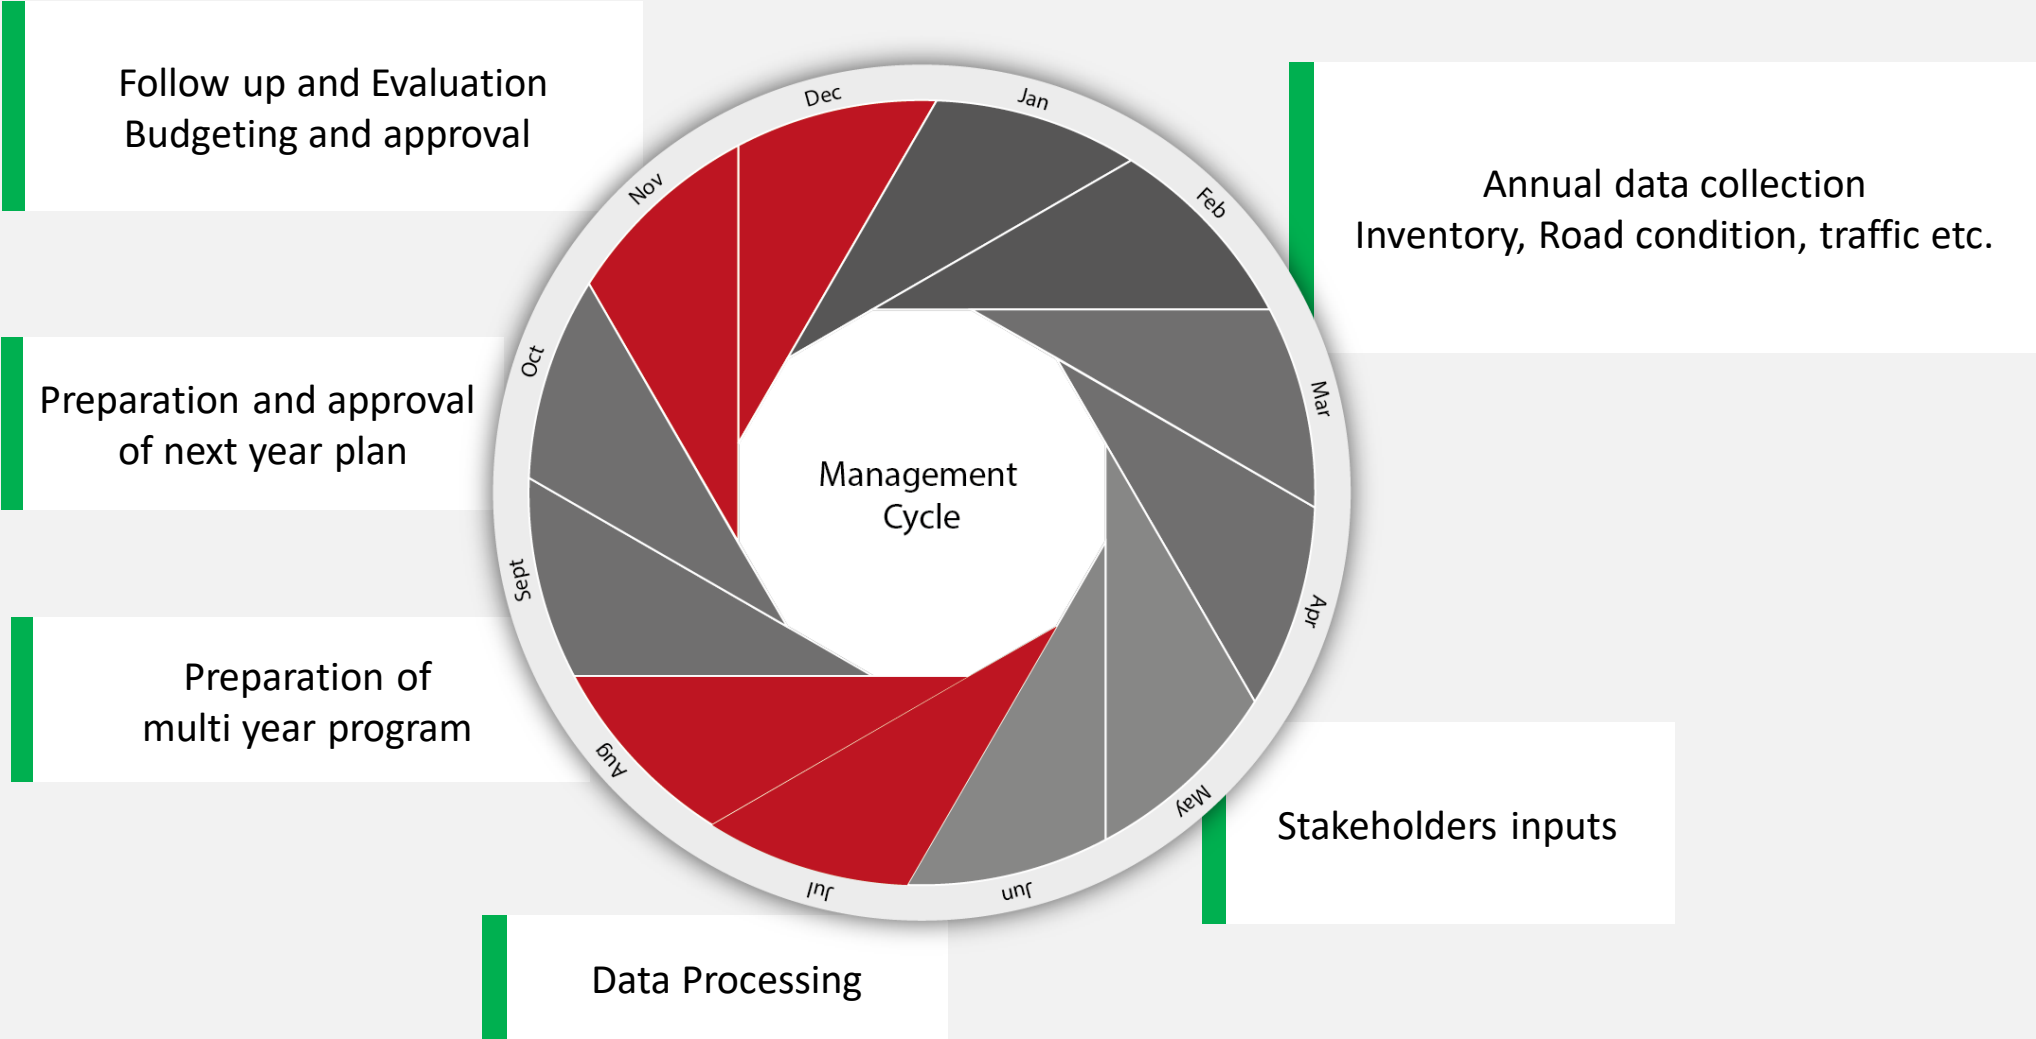 Follow up and Evaluation
Budgeting and approval
Dec
Jan
Nov
Feb
Annual data collection
Inventory, Road condition, traffic etc.
Oct
Mar
Preparation and approval
of next year plan
Management
Cycle
Sept
Apr
Preparation of
multi year program
Aug
May
Stakeholders inputs
Jul
Jun
Data Processing